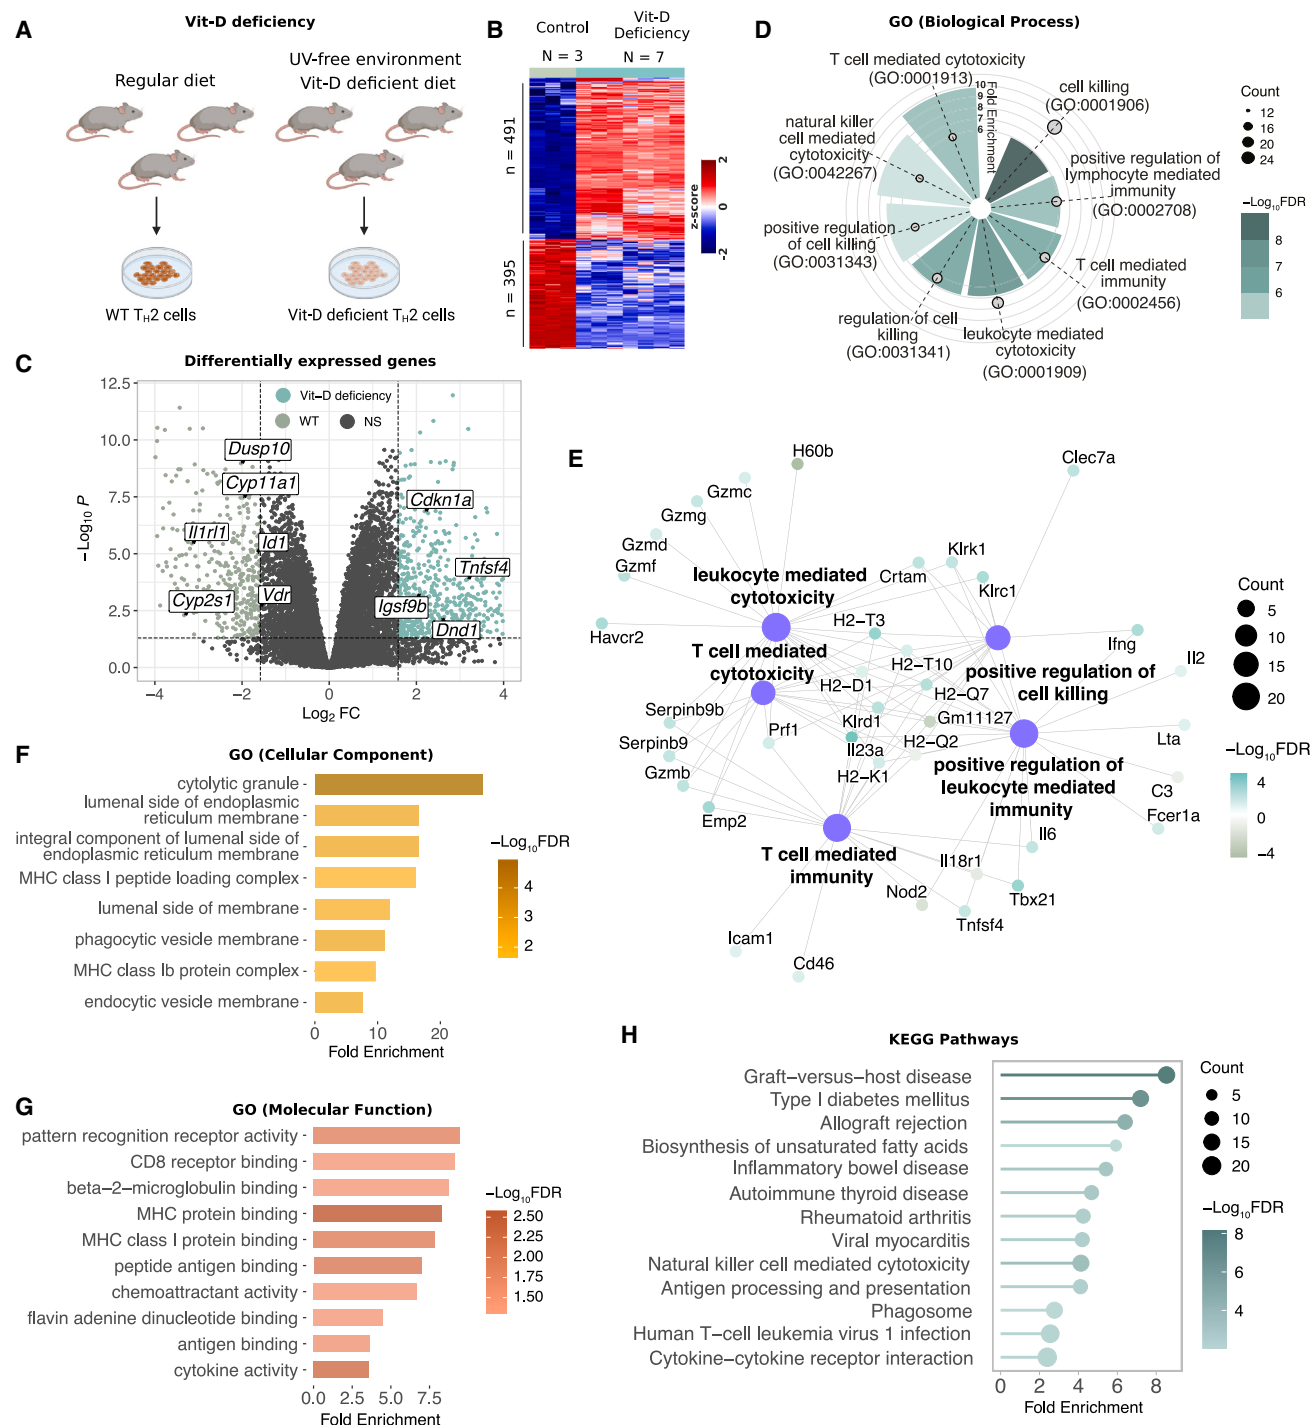 A
Vit-D deficiency
Regular diet
UV-free environment
Vit-D deficient diet
WT TH2 cells
Vit-D deficient TH2 cells
B
Control
Vit-D
Deficiency
N = 3
N = 7
n = 491
n = 395
2
0
-2
z-score
D
GO (Biological Process)
T cell mediated cytotoxicity
(GO:0001913)
cell killing
(GO:0001906)
natural killer
cell mediated
cytotoxicity
(GO:0042267)
positive regulation of
lymphocyte mediated
immunity
(GO:0002708)
positive regulation
of cell killing
(GO:0031343)
T cell mediated
immunity
(GO:0002456)
regulation of cell
killing
(GO:0031341)
leukocyte mediated
cytotoxicity
(GO:0001909)
10
9
8
7
6
Fold Enrichment
Count
12
16
20
24
−Log10FDR
8
7
6
C
Differentially expressed genes
Vit−D deficiency
WT
NS
Dusp10
Cyp11a1
Il1rl1
Id1
Vdr
Cyp2s1
Cdkn1a
Tnfsf4
Igsf9b
Dnd1
12.5
10.0
7.5
5.0
2.5
0.0
−Log10 P
−4
−2
0
2
4
Log2 FC
E
H60b
Clec7a
Gzmc
Gzmg
Gzmd
Gzmf
Klrk1
Crtam
Klrc1
leukocyte mediated
cytotoxicity
H2−T3
Havcr2
Ifng
T cell mediated
cytotoxicity
H2−T10
positive regulation of
cell killing
Il2
H2−D1
H2−Q7
Serpinb9b
Prf1
Klrd1
Gm11127
Lta
Serpinb9
Il23a
H2−Q2
Gzmb
H2−K1
positive regulation of
leukocyte mediated
immunity
C3
Emp2
Fcer1a
Il6
T cell mediated
immunity
Il18r1
Nod2
Tbx21
Tnfsf4
Icam1
Cd46
Count
5
10
15
20
−Log10FDR
4
0
−4
F
GO (Cellular Component)
cytolytic granule
lumenal side of endoplasmic
reticulum membrane
integral component of lumenal side of
endoplasmic reticulum membrane
MHC class I peptide loading complex
lumenal side of membrane
phagocytic vesicle membrane
MHC class Ib protein complex
endocytic vesicle membrane
0
10
20
Fold Enrichment
−Log10FDR
4
3
2
G
GO (Molecular Function)
pattern recognition receptor activity
CD8 receptor binding
beta−2−microglobulin binding
MHC protein binding
MHC class I protein binding
peptide antigen binding
chemoattractant activity
flavin adenine dinucleotide binding
antigen binding
cytokine activity
0.0
2.5
5.0
7.5
Fold Enrichment
−Log10FDR
2.50
2.25
2.00
1.75
1.50
H
KEGG Pathways
Graft−versus−host disease
Type I diabetes mellitus
Allograft rejection
Biosynthesis of unsaturated fatty acids
Inflammatory bowel disease
Autoimmune thyroid disease
Rheumatoid arthritis
Viral myocarditis
Natural killer cell mediated cytotoxicity
Antigen processing and presentation
Phagosome
Human T−cell leukemia virus 1 infection
Cytokine−cytokine receptor interaction
0
2
4
6
8
Fold Enrichment
Count
5
10
15
20
−Log10FDR
8
6
4